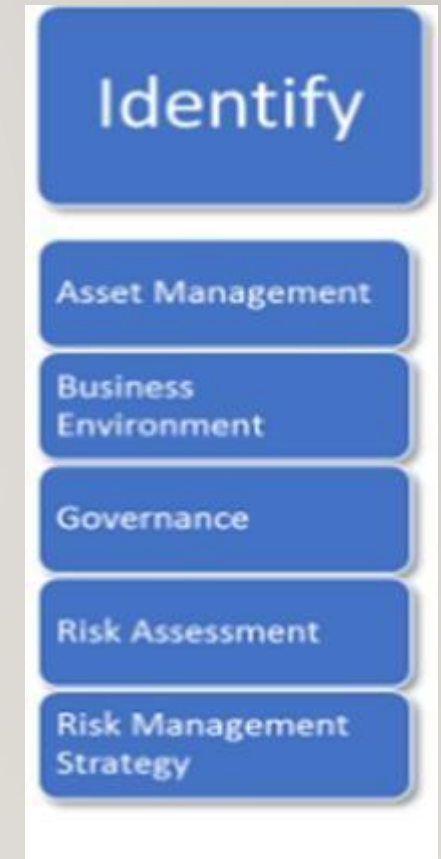 Identify
Asset Management
Business
Environment
Governance
Risk Assessment
Risk Management
Strategy